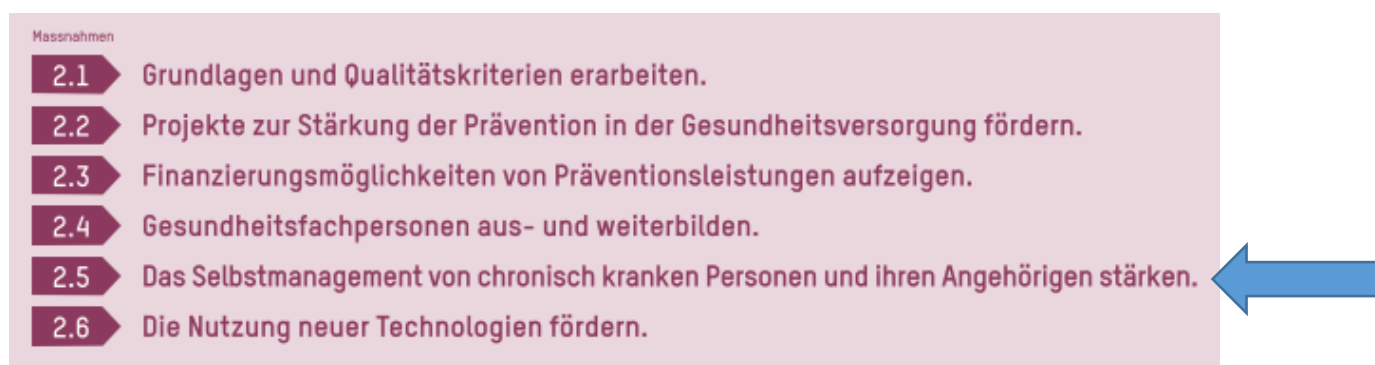 Massnahmen
2.1 Grundlagen und Qualitätskriterien erarbeiten.
2.2 Projekte zur Stärkung der Prävention in der Gesundheitsversorgung fördern.
2.3 Finanzierungsmöglichkeiten von Präventionsleistungen aufzeigen.
2.4 Gesundheitsfachpersonen aus- und weiterbilden.
2.5 Das Selbstmanagement von chronisch kranken Personen und ihren Angehörigen stärken.
2.6 Die Nutzung neuer Technologien fördern.